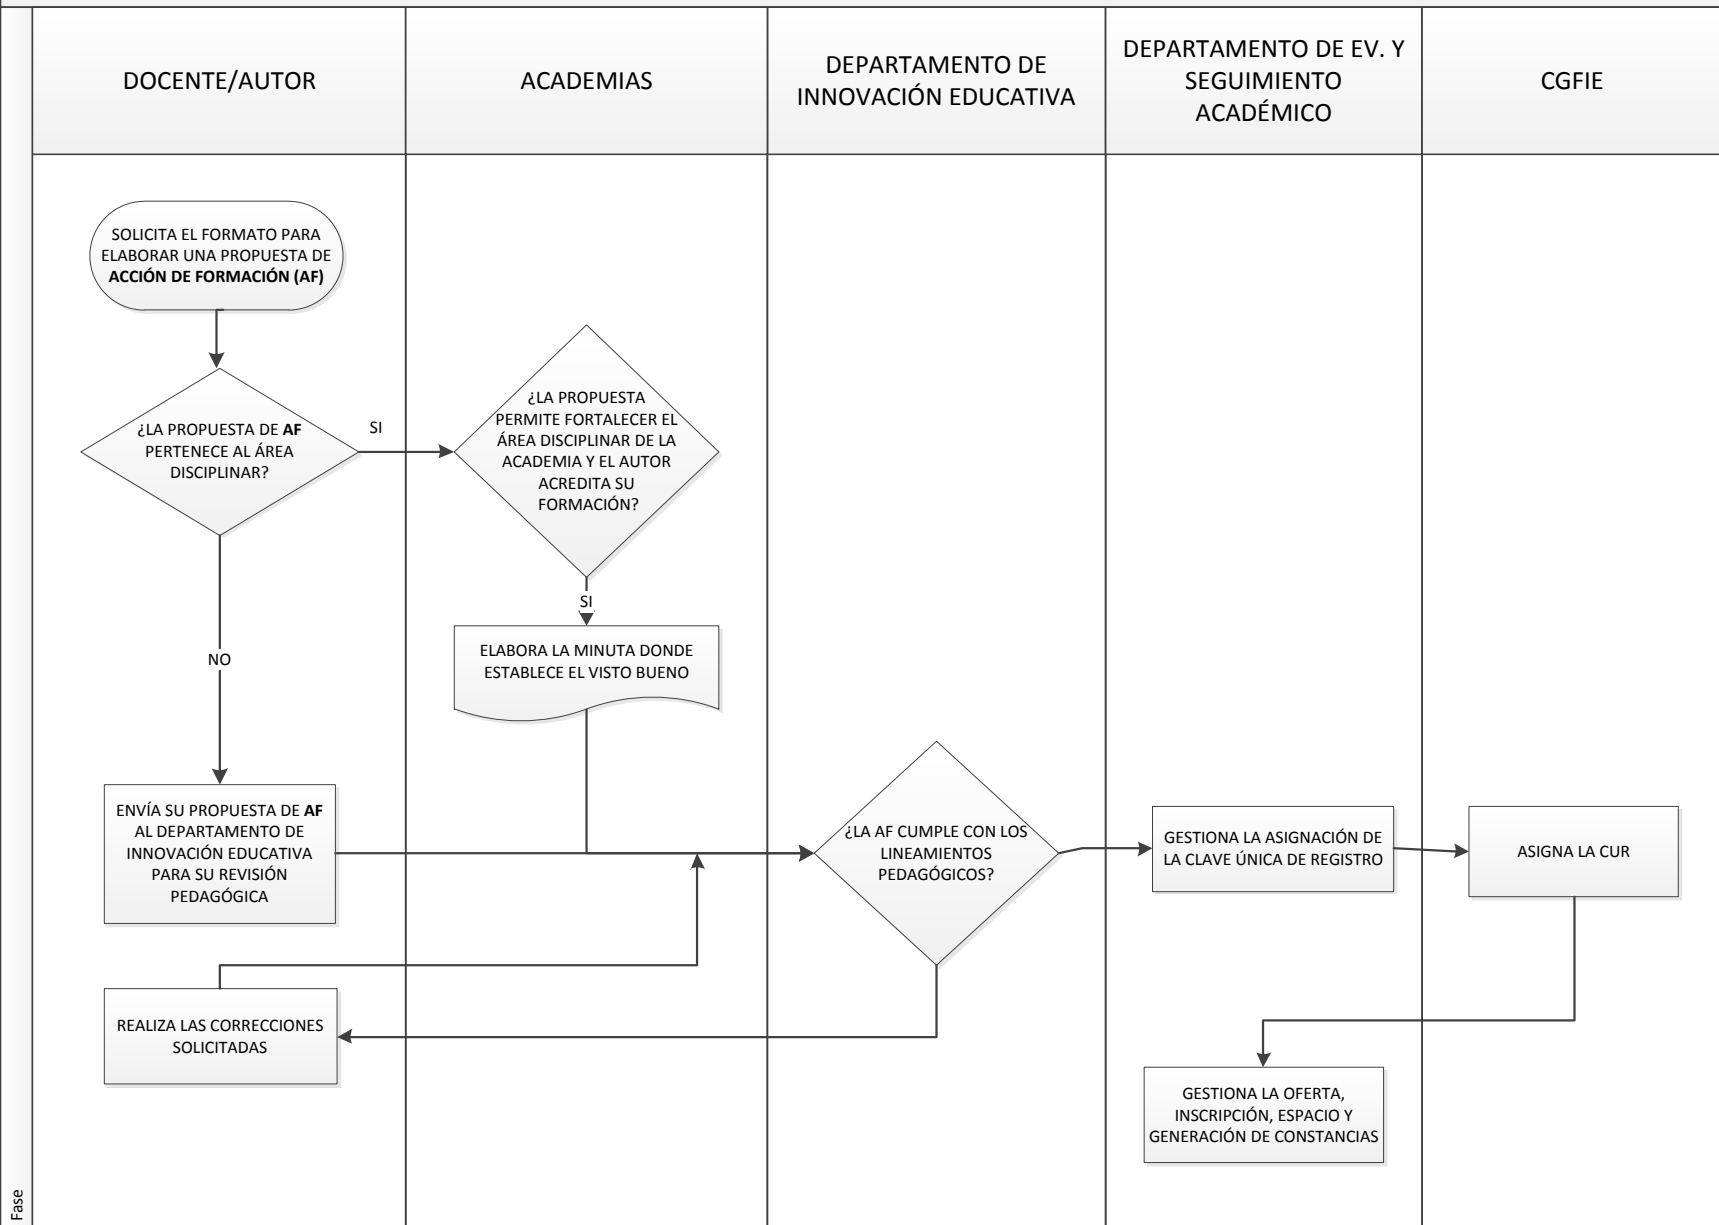 DOCENTE/AUTOR
ACADEMIAS
DEPARTAMENTO DE
INNOVACIÓN EDUCATIVA
DEPARTAMENTO DE EV. Y
SEGUIMIENTO
ACADÉMICO
CGFIE
SOLICITA EL FORMATO PARA
ELABORAR UNA PROPUESTA DE
ACCIÓN DE FORMACIÓN (AF)
¿LA PROPUESTA DE AF
PERTENECE AL ÁREA
DISCIPLINAR?
SI
¿LA PROPUESTA
PERMITE FORTALECER EL
ÁREA DISCIPLINAR DE LA
ACADEMIA Y EL AUTOR
ACREDITA SU
FORMACIÓN?
SI
NO
ELABORA LA MINUTA DONDE
ESTABLECE EL VISTO BUENO
ENVÍA SU PROPUESTA DE AF
AL DEPARTAMENTO DE
INNOVACIÓN EDUCATIVA
PARA SU REVISIÓN
PEDAGÓGICA
¿LA AF CUMPLE CON LOS
LINEAMIENTOS
PEDAGÓGICOS?
GESTIONA LA ASIGNACIÓN DE
LA CLAVE ÚNICA DE REGISTRO
ASIGNA LA CUR
REALIZA LAS CORRECCIONES
SOLICITADAS
GESTIONA LA OFERTA,
INSCRIPCIÓN, ESPACIO Y
GENERACIÓN DE CONSTANCIAS
Fase